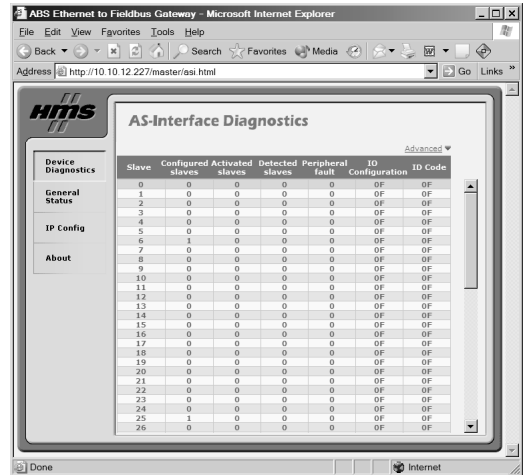 ABS Ethernet to Fieldbus Gateway - Microsoft Internet Explorer
File Edit View Favorites Tools Help
Back Search Favorites Media
Address http://10.10.12.227/master/asi.html Go Links »
HMS
AS-Interface Diagnostics
Advanced
Device Diagnostics
General Status
IP Config
About
Slave Configured slaves Activated slaves Detected slaves Peripheral fault IO Configuration ID Code
0 0 0 0 0 0F 0F
1 0 0 0 0 0F 0F
2 0 0 0 0 0F 0F
3 0 0 0 0 0F 0F
4 0 0 0 0 0F 0F
5 0 0 0 0 0F 0F
6 1 0 0 0 0F 0F
7 0 0 0 0 0F 0F
8 0 0 0 0 0F 0F
9 0 0 0 0 0F 0F
10 0 0 0 0 0F 0F
11 0 0 0 0 0F 0F
12 0 0 0 0 0F 0F
13 0 0 0 0 0F 0F
14 0 0 0 0 0F 0F
15 0 0 0 0 0F 0F
16 0 0 0 0 0F 0F
17 0 0 0 0 0F 0F
18 0 0 0 0 0F 0F
19 0 0 0 0 0F 0F
20 0 0 0 0 0F 0F
21 0 0 0 0 0F 0F
22 0 0 0 0 0F 0F
23 0 0 0 0 0F 0F
24 0 0 0 0 0F 0F
25 1 0 0 0 0F 0F
26 0 0 0 0 0F 0F
Done Internet